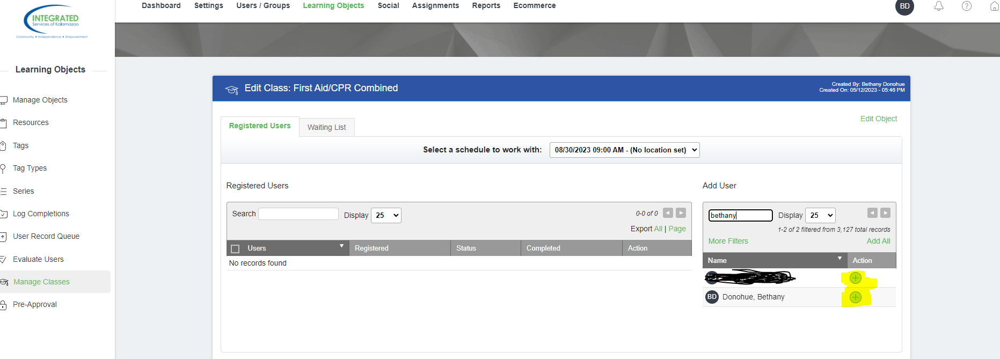 INTEGRATED
Services of Kalamazoo
Community • Independence • Empowerment
Dashboard Settings Users / Groups Learning Objects Social Assignments Reports Ecommerce
BD
Learning Objects
Manage Objects
Resources
Tags
Tag Types
Series
Log Completions
User Record Queue
Evaluate Users
Manage Classes
Pre-Approval
Edit Class: First Aid/CPR Combined
Created By: Bethany Donohue
Created On: 05/12/2023 - 05:46 PM
Edit Object
Registered Users Waiting List
Select a schedule to work with: 08/30/2023 09:00 AM - (No location set)
Registered Users
Search Display 25 0-0 of 0
Export All | Page
Users Registered Status Completed Action
No records found
Add User
bethany Display 25
1-2 of 2 filtered from 3,127 total records
More Filters Add All
Name Action
BD Donohue, Bethany